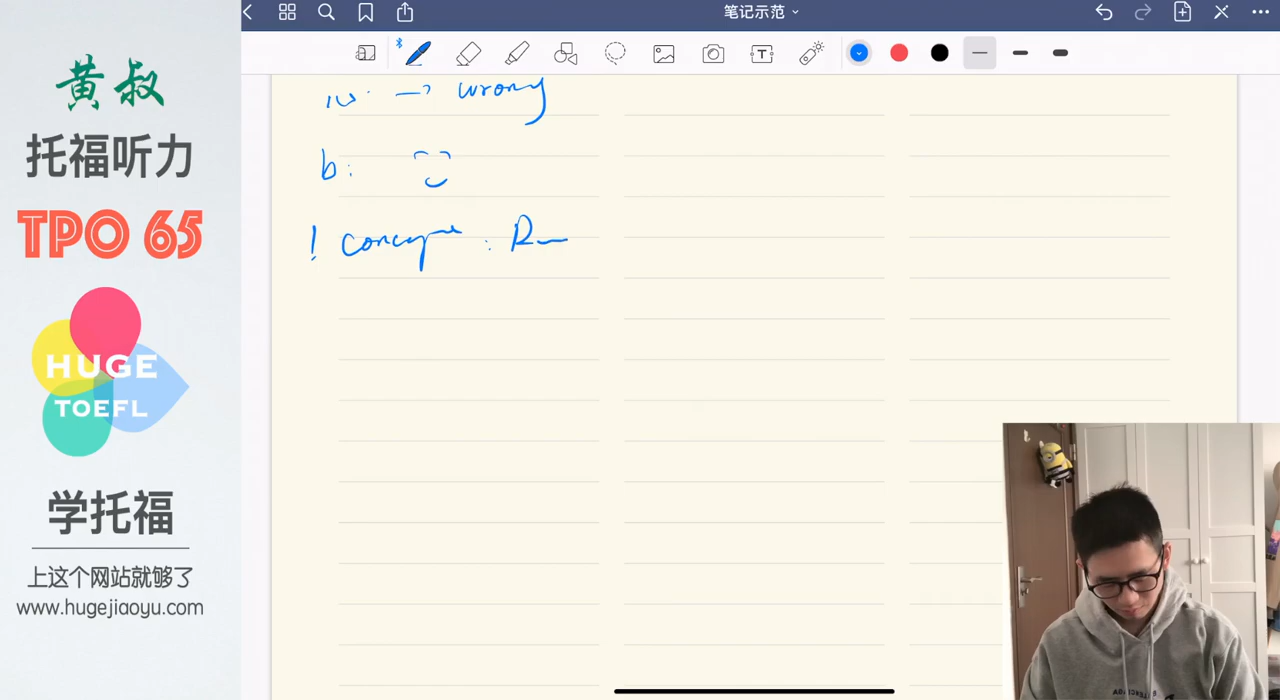 笔记示范
黄叔
托福听力
TPO 65
HUGE
TOEFL
学托福
上这个网站就够了
www.hugejiaoyu.com
→ wrong
b:
! :